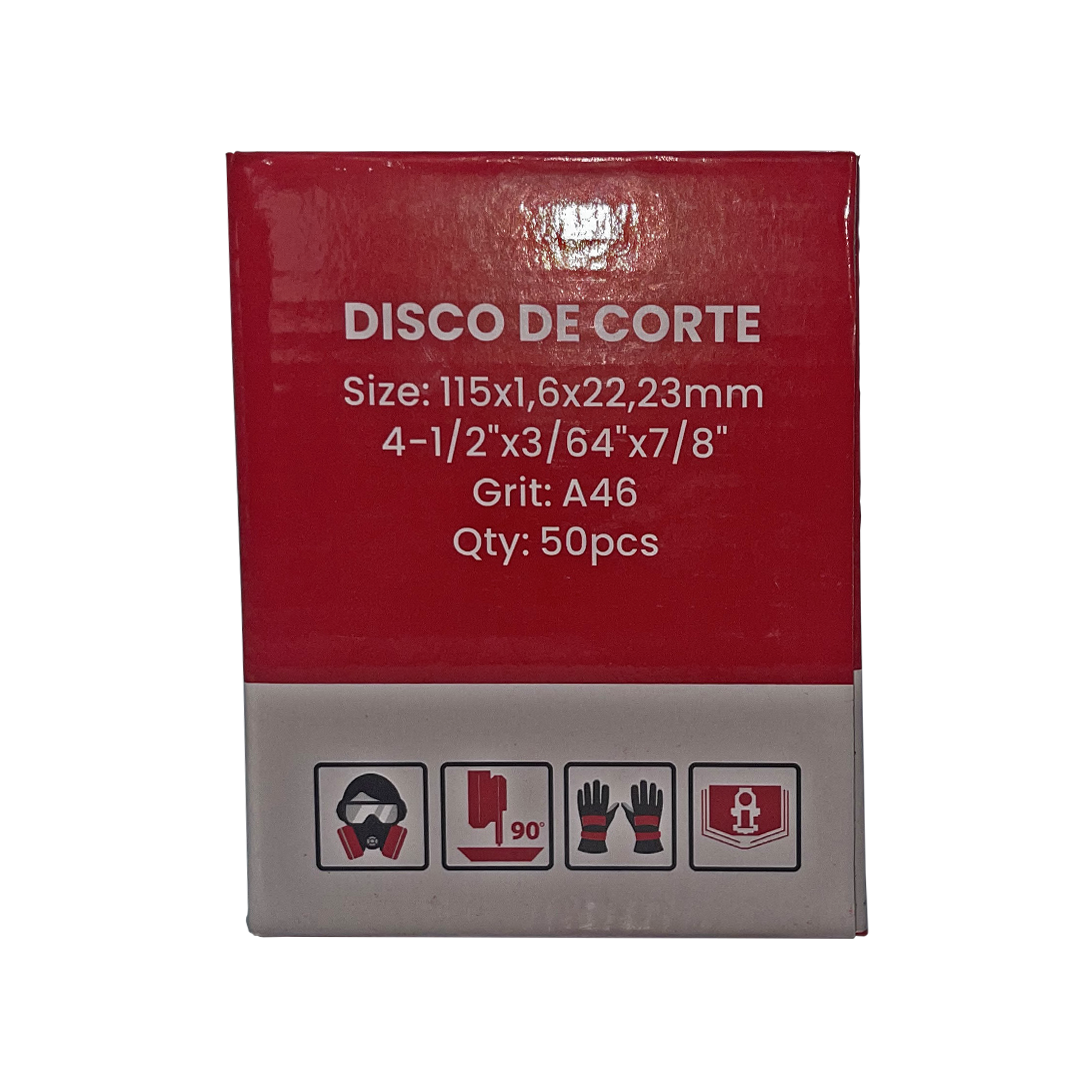 DISCO DE CORTE
Size: 115x1,6x22,23mm
4-1/2"x3/64"x7/8"
Grit: A46
Qty: 50pcs
90°